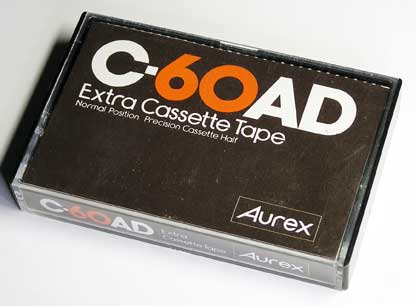 C-60AD
Extra Cassette Tape
Normal Position Precision Cassette Half
Aurex
C-60AD
Extra
Cassette Tape
Aurex